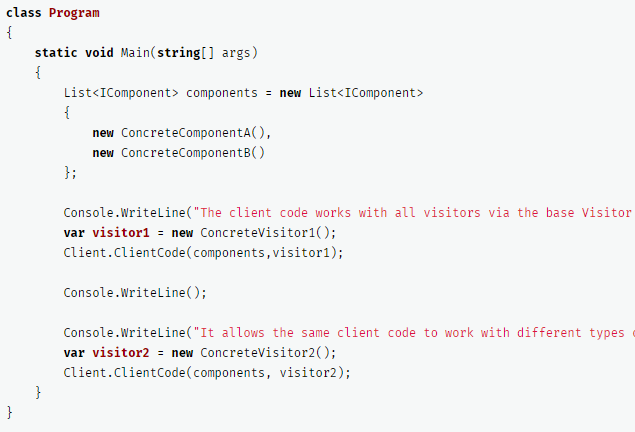 class Program
{
    static void Main(string[] args)
    {
        List<IComponent> components = new List<IComponent>
        {
            new ConcreteComponentA(),
            new ConcreteComponentB()
        };
        Console.WriteLine("The client code works with all visitors via the base Visitor
        var visitor1 = new ConcreteVisitor1();
        Client.ClientCode(components,visitor1);
        Console.WriteLine();
        Console.WriteLine("It allows the same client code to work with different types
        var visitor2 = new ConcreteVisitor2();
        Client.ClientCode(components, visitor2);
    }
}